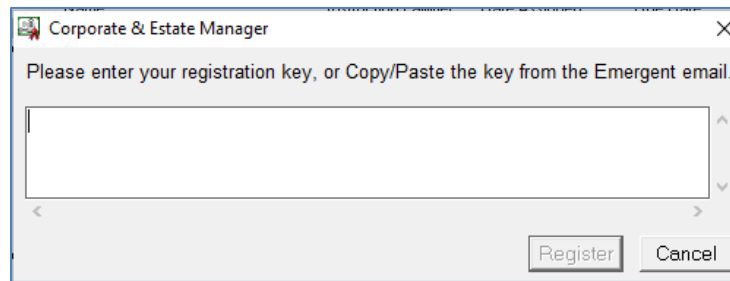 Corporate & Estate Manager
Please enter your registration key, or Copy/Paste the key from the Emergent email.
Register
Cancel